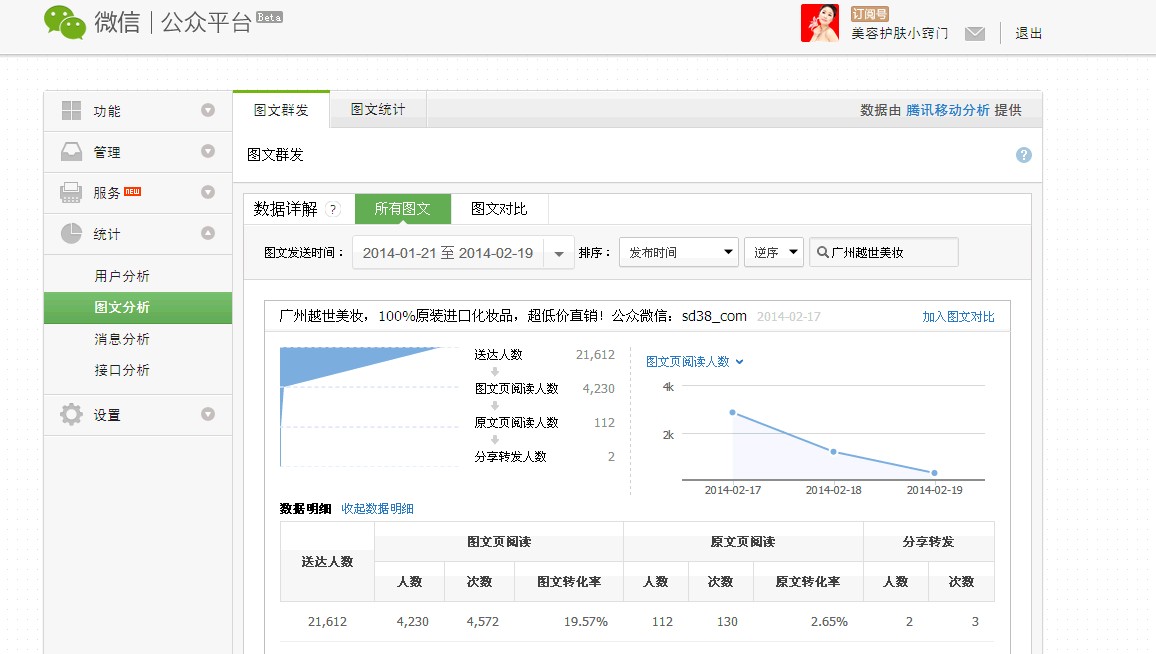 微信 | 公众平台 Beta
订阅号
美容护肤小窍门
退出
功能
管理
服务 NEW
统计
用户分析
图文分析
消息分析
接口分析
设置
图文群发 图文统计 数据由 腾讯移动分析 提供
图文群发 ?
数据详解 ? 所有图文 图文对比
图文发送时间： 2014-01-21 至 2014-02-19 排序： 发布时间 逆序 广州越世美妆
广州越世美妆，100%原装进口化妆品，超低价直销！公众微信：sd38_com 2014-02-17 加入图文对比
送达人数 21,612
图文页阅读人数 4,230
原文页阅读人数 112
分享转发人数 2
图文页阅读人数
4k
2k
2014-02-17 2014-02-18 2014-02-19
数据明细 收起数据明细
送达人数 图文页阅读 原文页阅读 分享转发
人数 次数 图文转化率 人数 次数 原文转化率 人数 次数
21,612 4,230 4,572 19.57% 112 130 2.65% 2 3